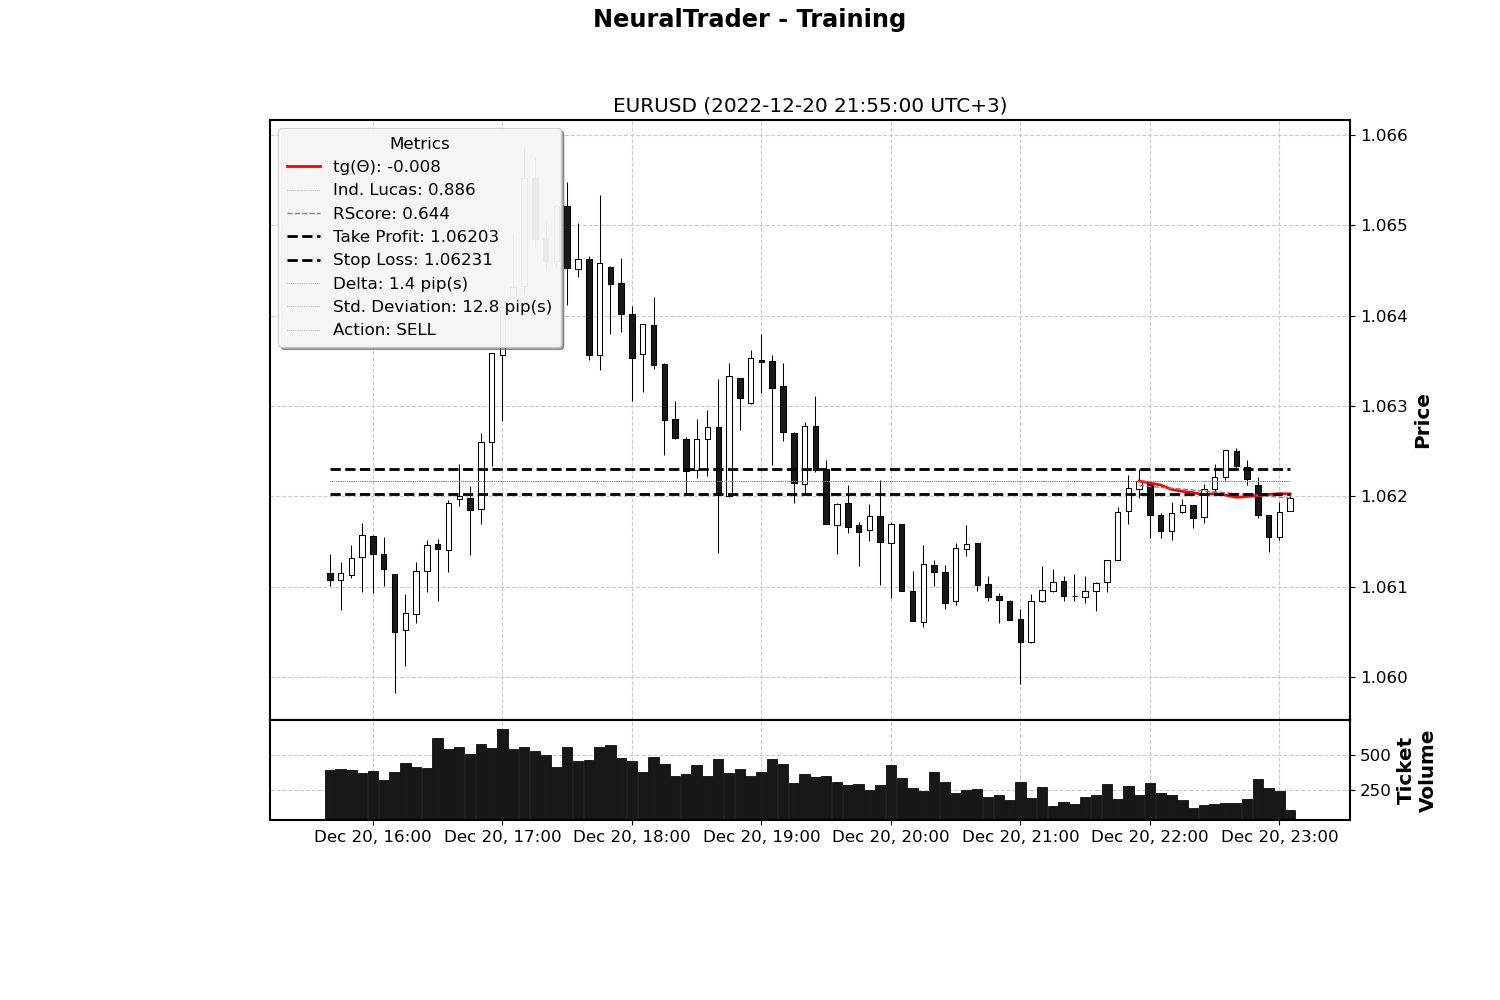 NeuralTrader - Training
EURUSD (2022-12-20 21:55:00 UTC+3)
Metrics
tg(Θ): -0.008
Ind. Lucas: 0.886
RScore: 0.644
Take Profit: 1.06203
Stop Loss: 1.06231
Delta: 1.4 pip(s)
Std. Deviation: 12.8 pip(s)
Action: SELL
1.066
1.065
1.064
1.063
1.062
1.061
1.060
Price
500
250
Ticket
Volume
Dec 20, 16:00
Dec 20, 17:00
Dec 20, 18:00
Dec 20, 19:00
Dec 20, 20:00
Dec 20, 21:00
Dec 20, 22:00
Dec 20, 23:00